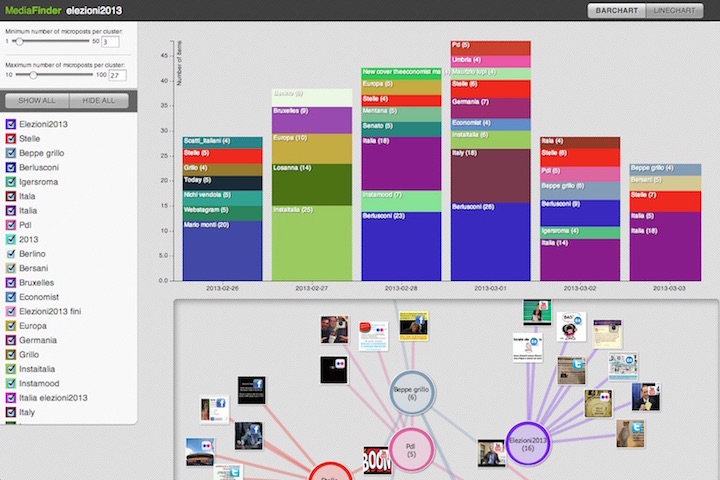 MediaFinder elezioni2013
BARCHART LINECHART
Minimum number of microposts per cluster:
1 50 3
Maximum number of microposts per cluster:
10 100 27
SHOW ALL HIDE ALL
Elezioni2013
Stelle
Beppe grillo
Berlusconi
Igersroma
Itala
Italia
Pdl
2013
Berlino
Bersani
Bruxelles
Economist
Elezioni2013 fini
Europa
Germania
Grillo
Instaitalia
Instamood
Italia elezioni2013
Italy
Number of items
45
40
35
30
25
20
15
10
5.0
0.0
Scatti_italiani (4)
Stelle (5)
Grillo (4)
Today (5)
Nichi vendola (5)
Webstagram (5)
Mario monti (20)
2013-02-26
Berlino (6)
Bruxelles (9)
Europa (10)
Losanna (14)
Instaitalia (25)
2013-02-27
New cover theeconomist ma
Europa (5)
Stelle (4)
Mentana (5)
Senato (5)
Italia (18)
Instamood (7)
Berlusconi (23)
2013-02-28
Pd (5)
Umbria (4)
Maurizio lupi (4)
Stelle (6)
Germania (7)
Economist (4)
Instaitalia (6)
Italy (18)
Berlusconi (26)
2013-03-01
Itala (4)
Stelle (6)
Pdl (5)
Beppe grillo (6)
Berlusconi (9)
Igersroma (4)
Italia (14)
2013-03-02
Beppe grillo (4)
Bersani (5)
Stelle (7)
Italia (5)
Italia (18)
2013-03-03
Beppe grillo
(6)
Pdl
(5)
Elezioni2013
(16)
BOOM
Stelle